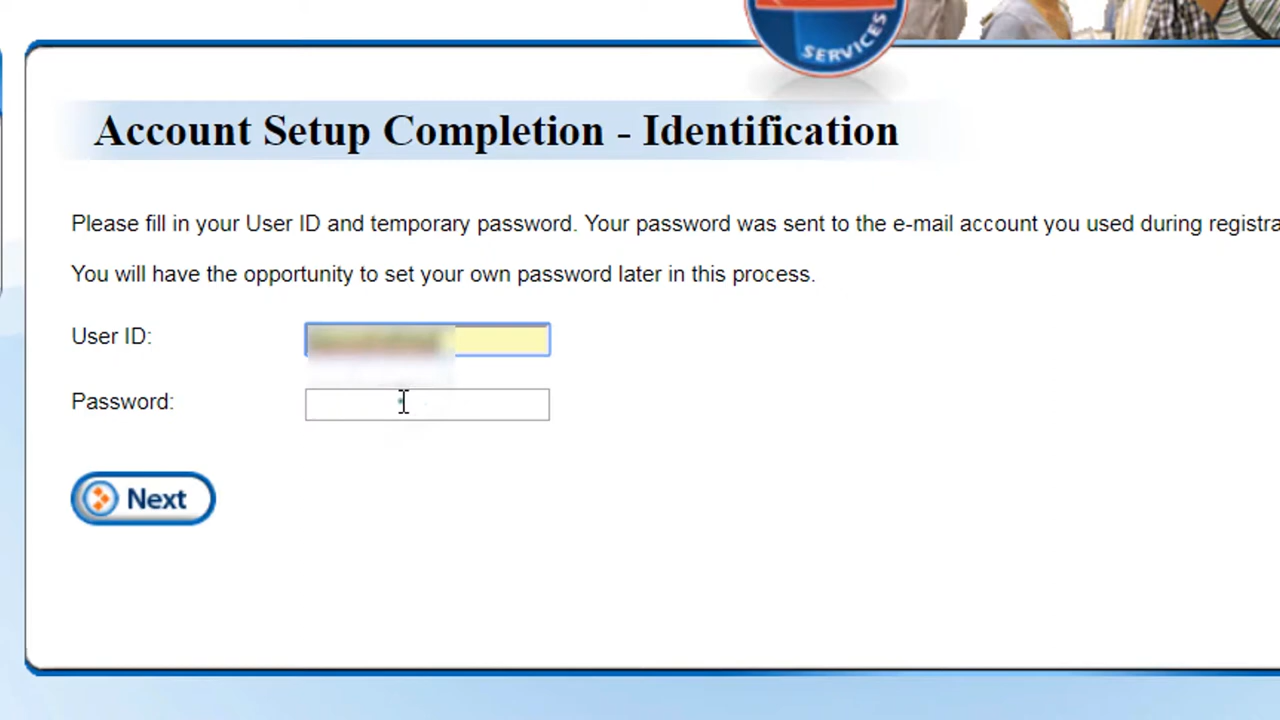 SERVICES
Account Setup Completion - Identification
Please fill in your User ID and temporary password. Your password was sent to the e-mail account you used during registra
You will have the opportunity to set your own password later in this process.
User ID:
Password:
Next